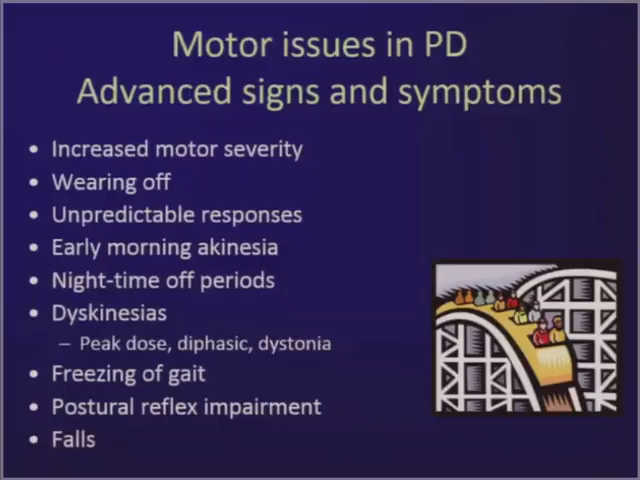 Motor issues in PD
Advanced signs and symptoms
• Increased motor severity
• Wearing off
• Unpredictable responses
• Early morning akinesia
• Night-time off periods
• Dyskinesias
– Peak dose, diphasic, dystonia
• Freezing of gait
• Postural reflex impairment
• Falls